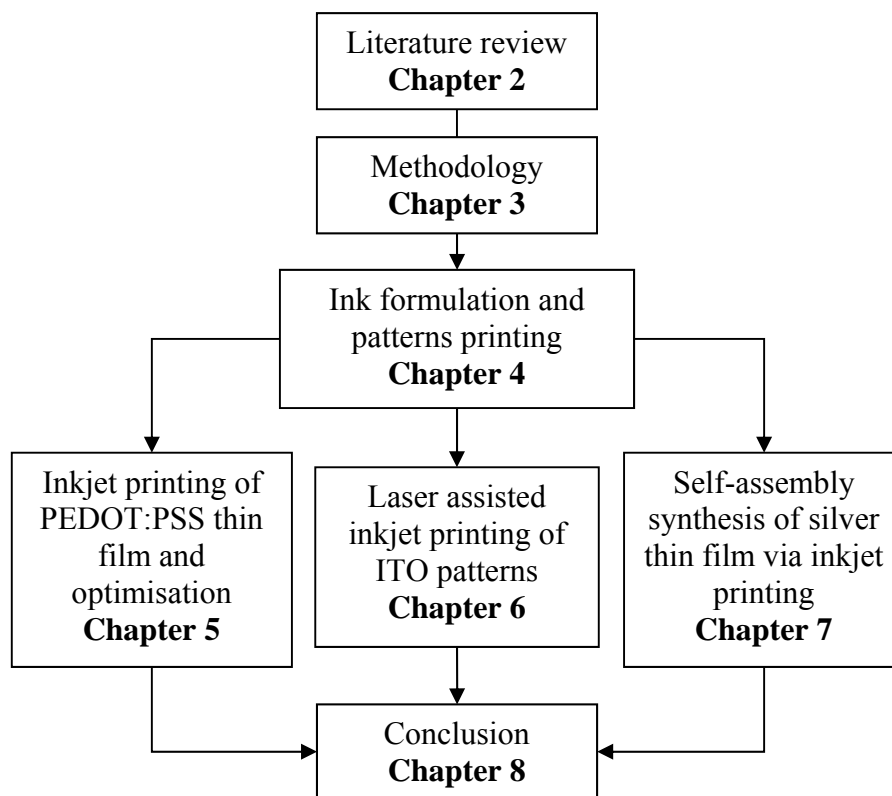 Literature review
Chapter 2
Methodology
Chapter 3
Ink formulation and
patterns printing
Chapter 4
Inkjet printing of
PEDOT:PSS thin
film and
optimisation
Chapter 5
Laser assisted
inkjet printing of
ITO patterns
Chapter 6
Self-assembly
synthesis of silver
thin film via inkjet
printing
Chapter 7
Conclusion
Chapter 8